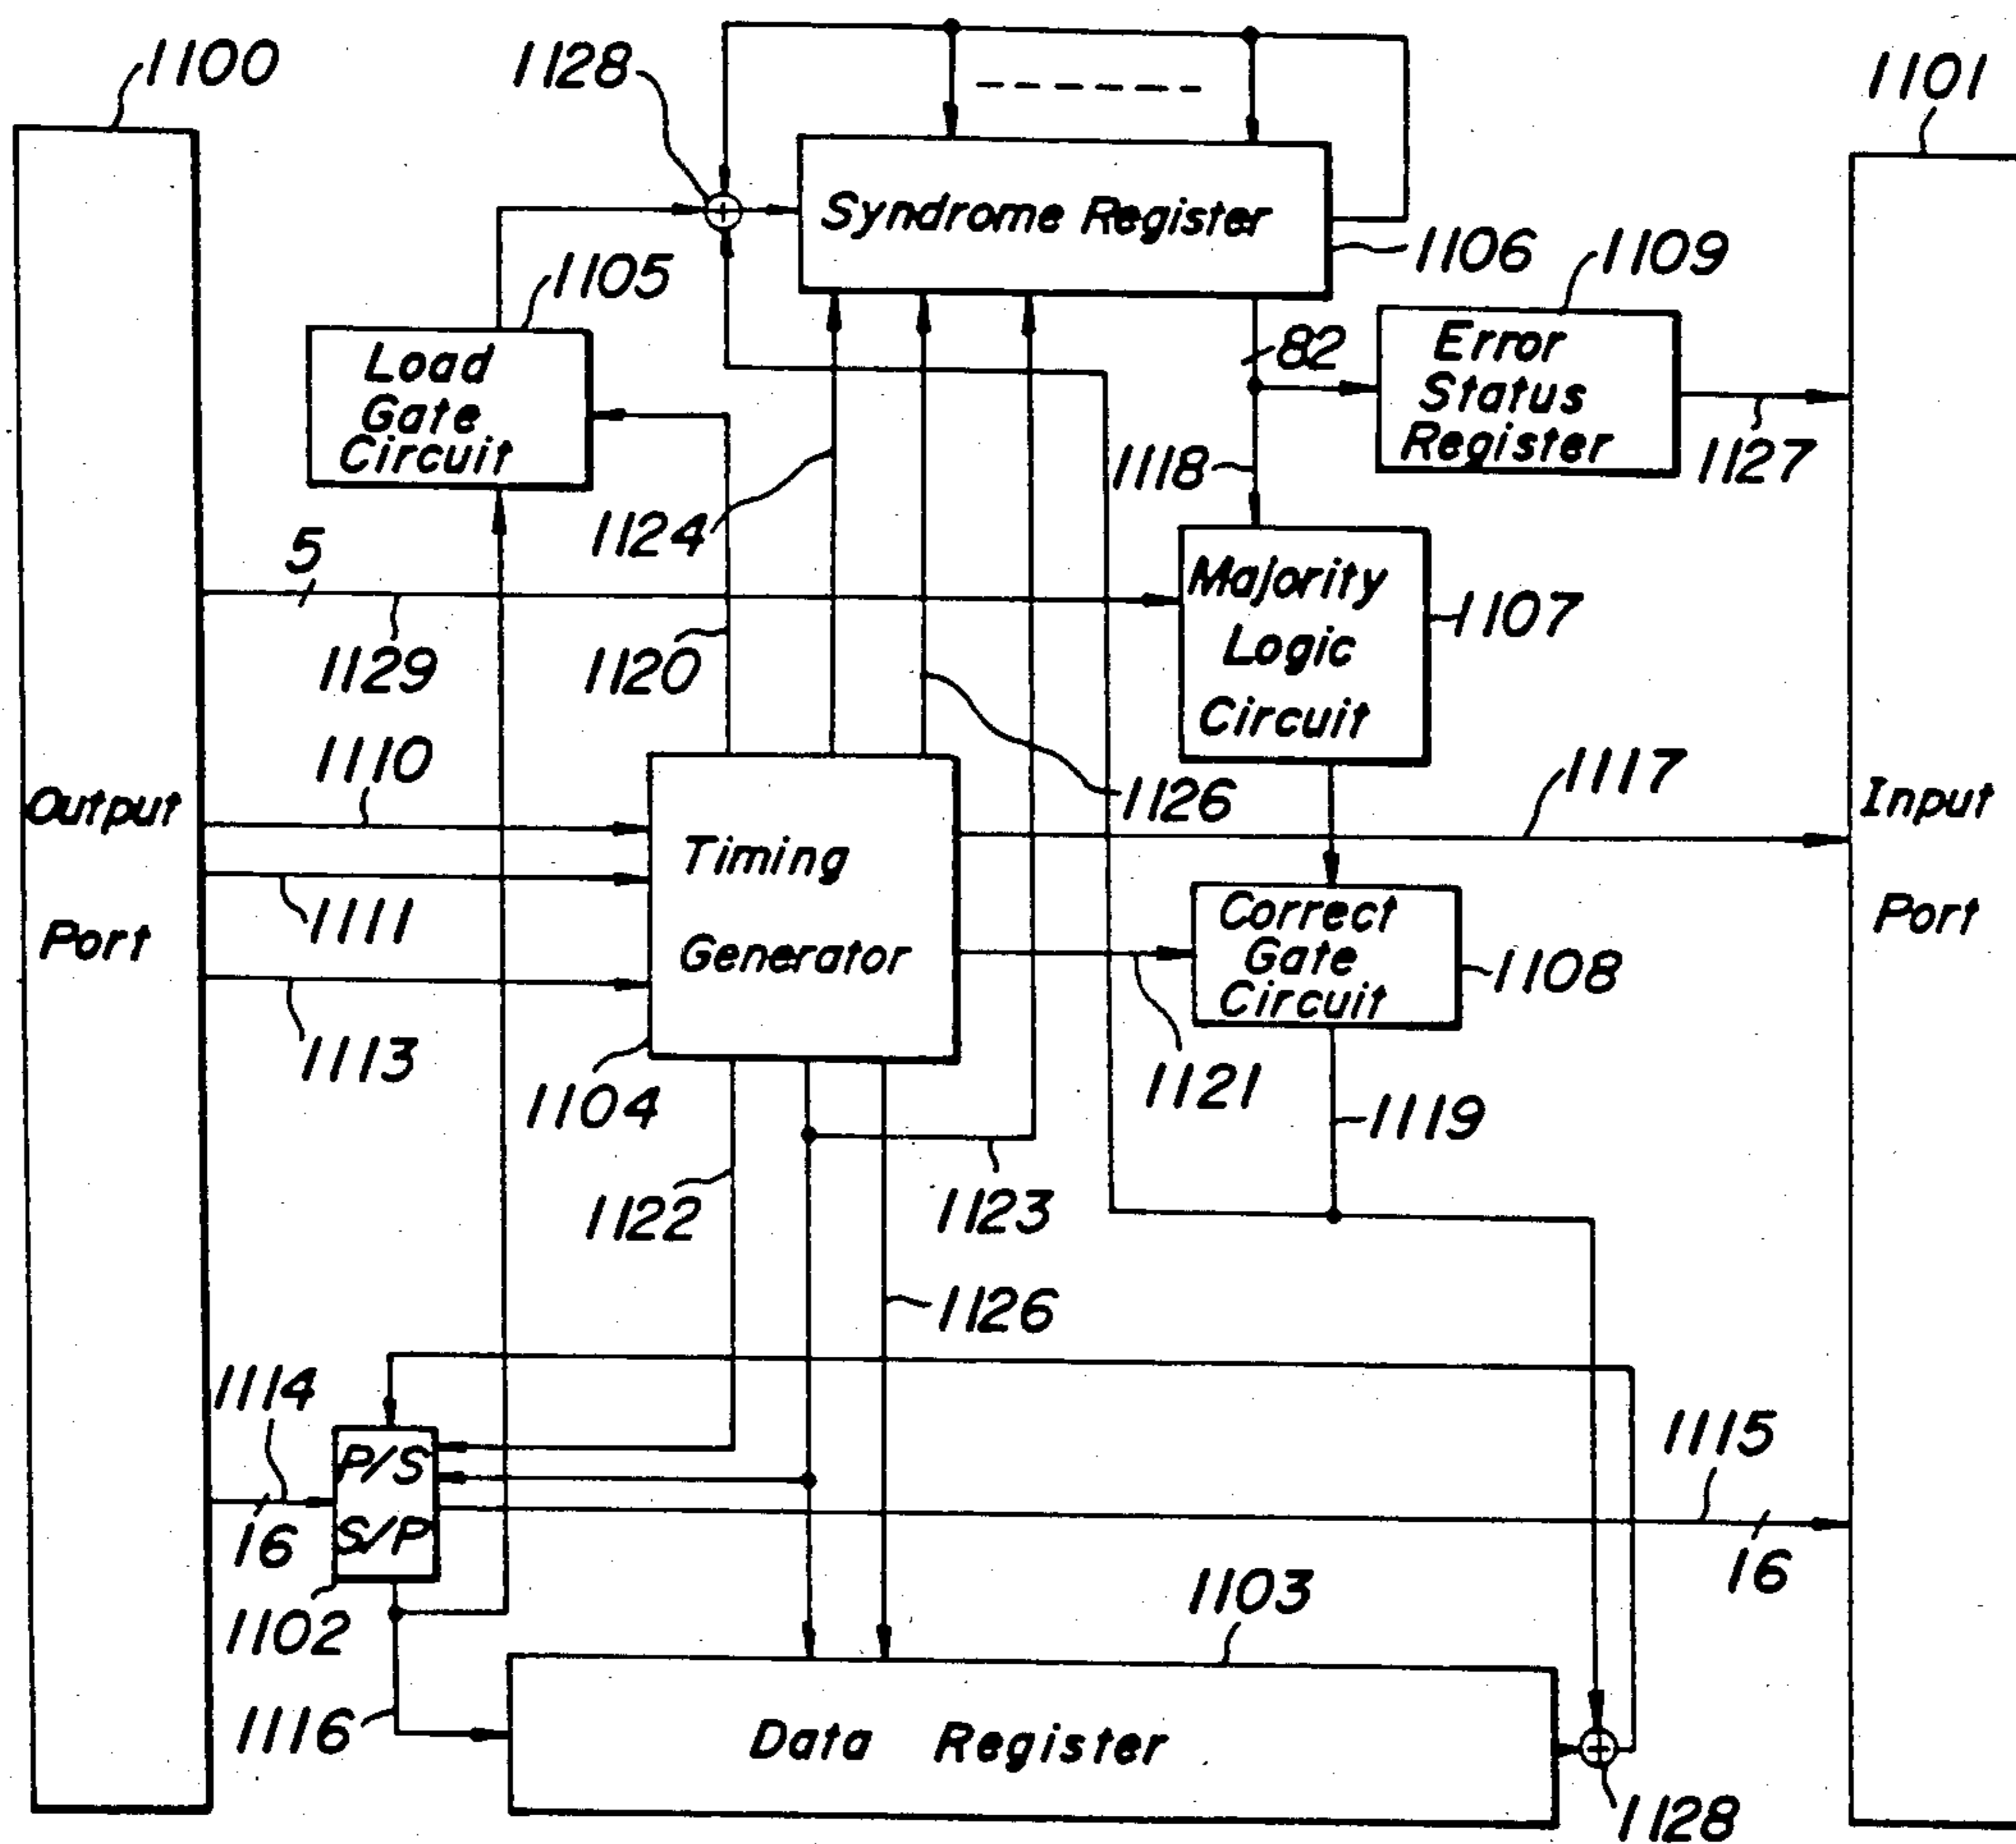 1100
1128
1101
Syndrome Register
1106
1109
1105
Load
Gate
Circuit
82
Error
Status
Register
1127
1118
1124
5
1129
1120
Majority
Logic
Circuit
1107
1110
1126
1117
Output
Port
1111
1113
Timing
Generator
1104
Correct
Gate
Circuit
1108
Input
Port
1121
1119
1122
1123
1126
1114
16
P/S
S/P
1102
1115
16
1103
1116
Data Register
1128